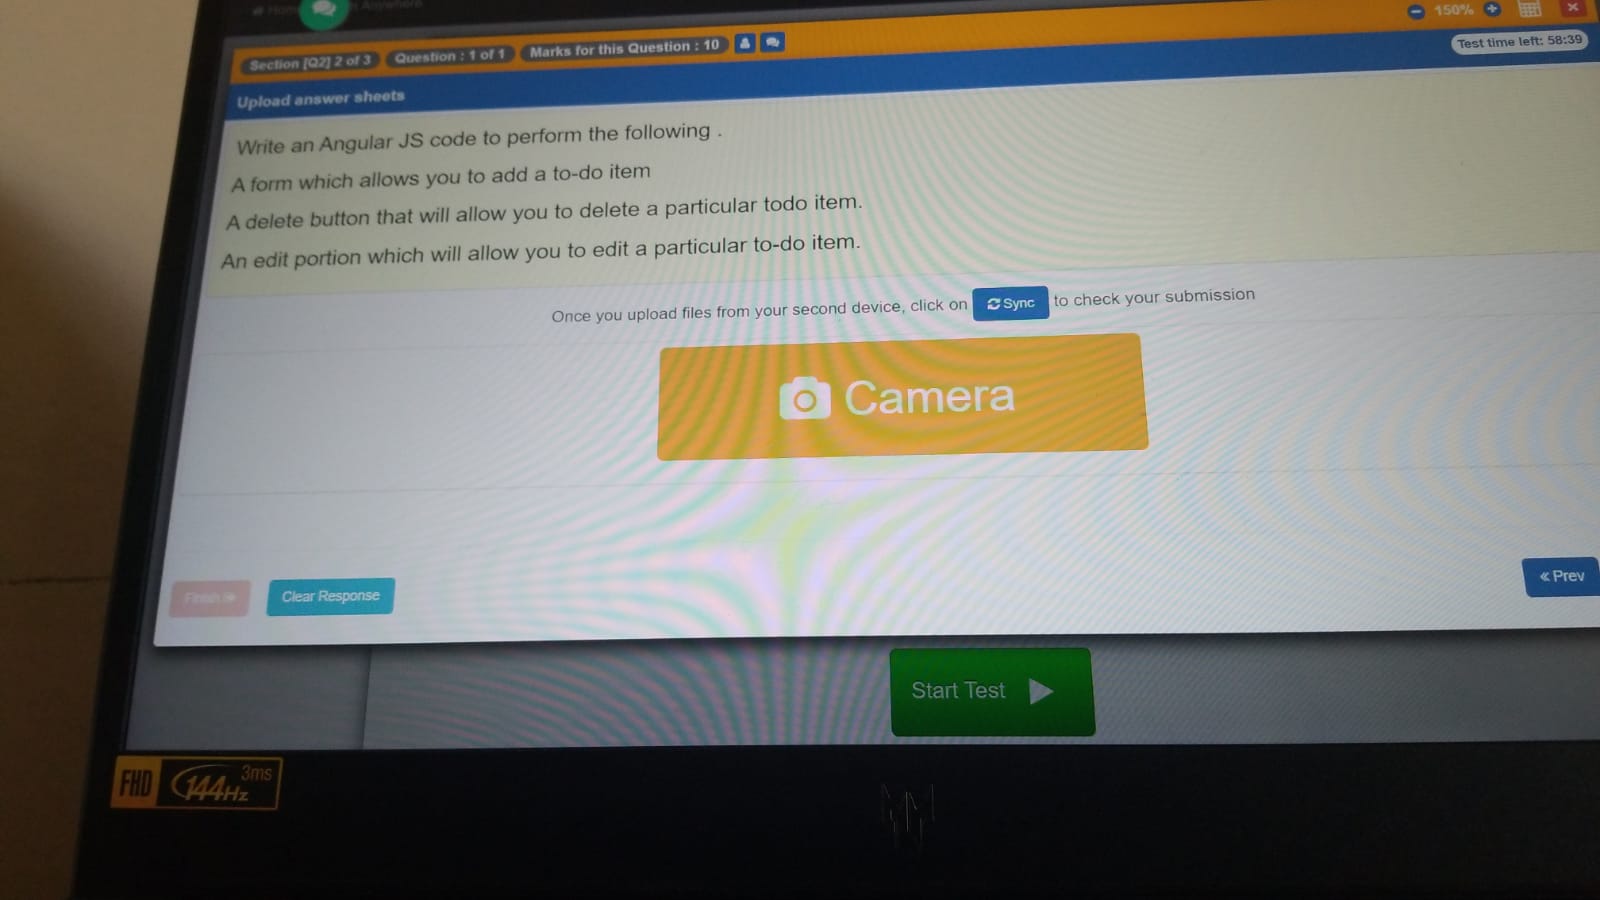 Home
Anywhere
150%
Section [Q2] 2 of 3 Question : 1 of 1 Marks for this Question : 10
Test time left: 58:39
Upload answer sheets
Write an Angular JS code to perform the following .
A form which allows you to add a to-do item
A delete button that will allow you to delete a particular todo item.
An edit portion which will allow you to edit a particular to-do item.
Once you upload files from your second device, click on Sync to check your submission
Camera
Finish
Clear Response
« Prev
Start Test
FHD 144Hz 3ms